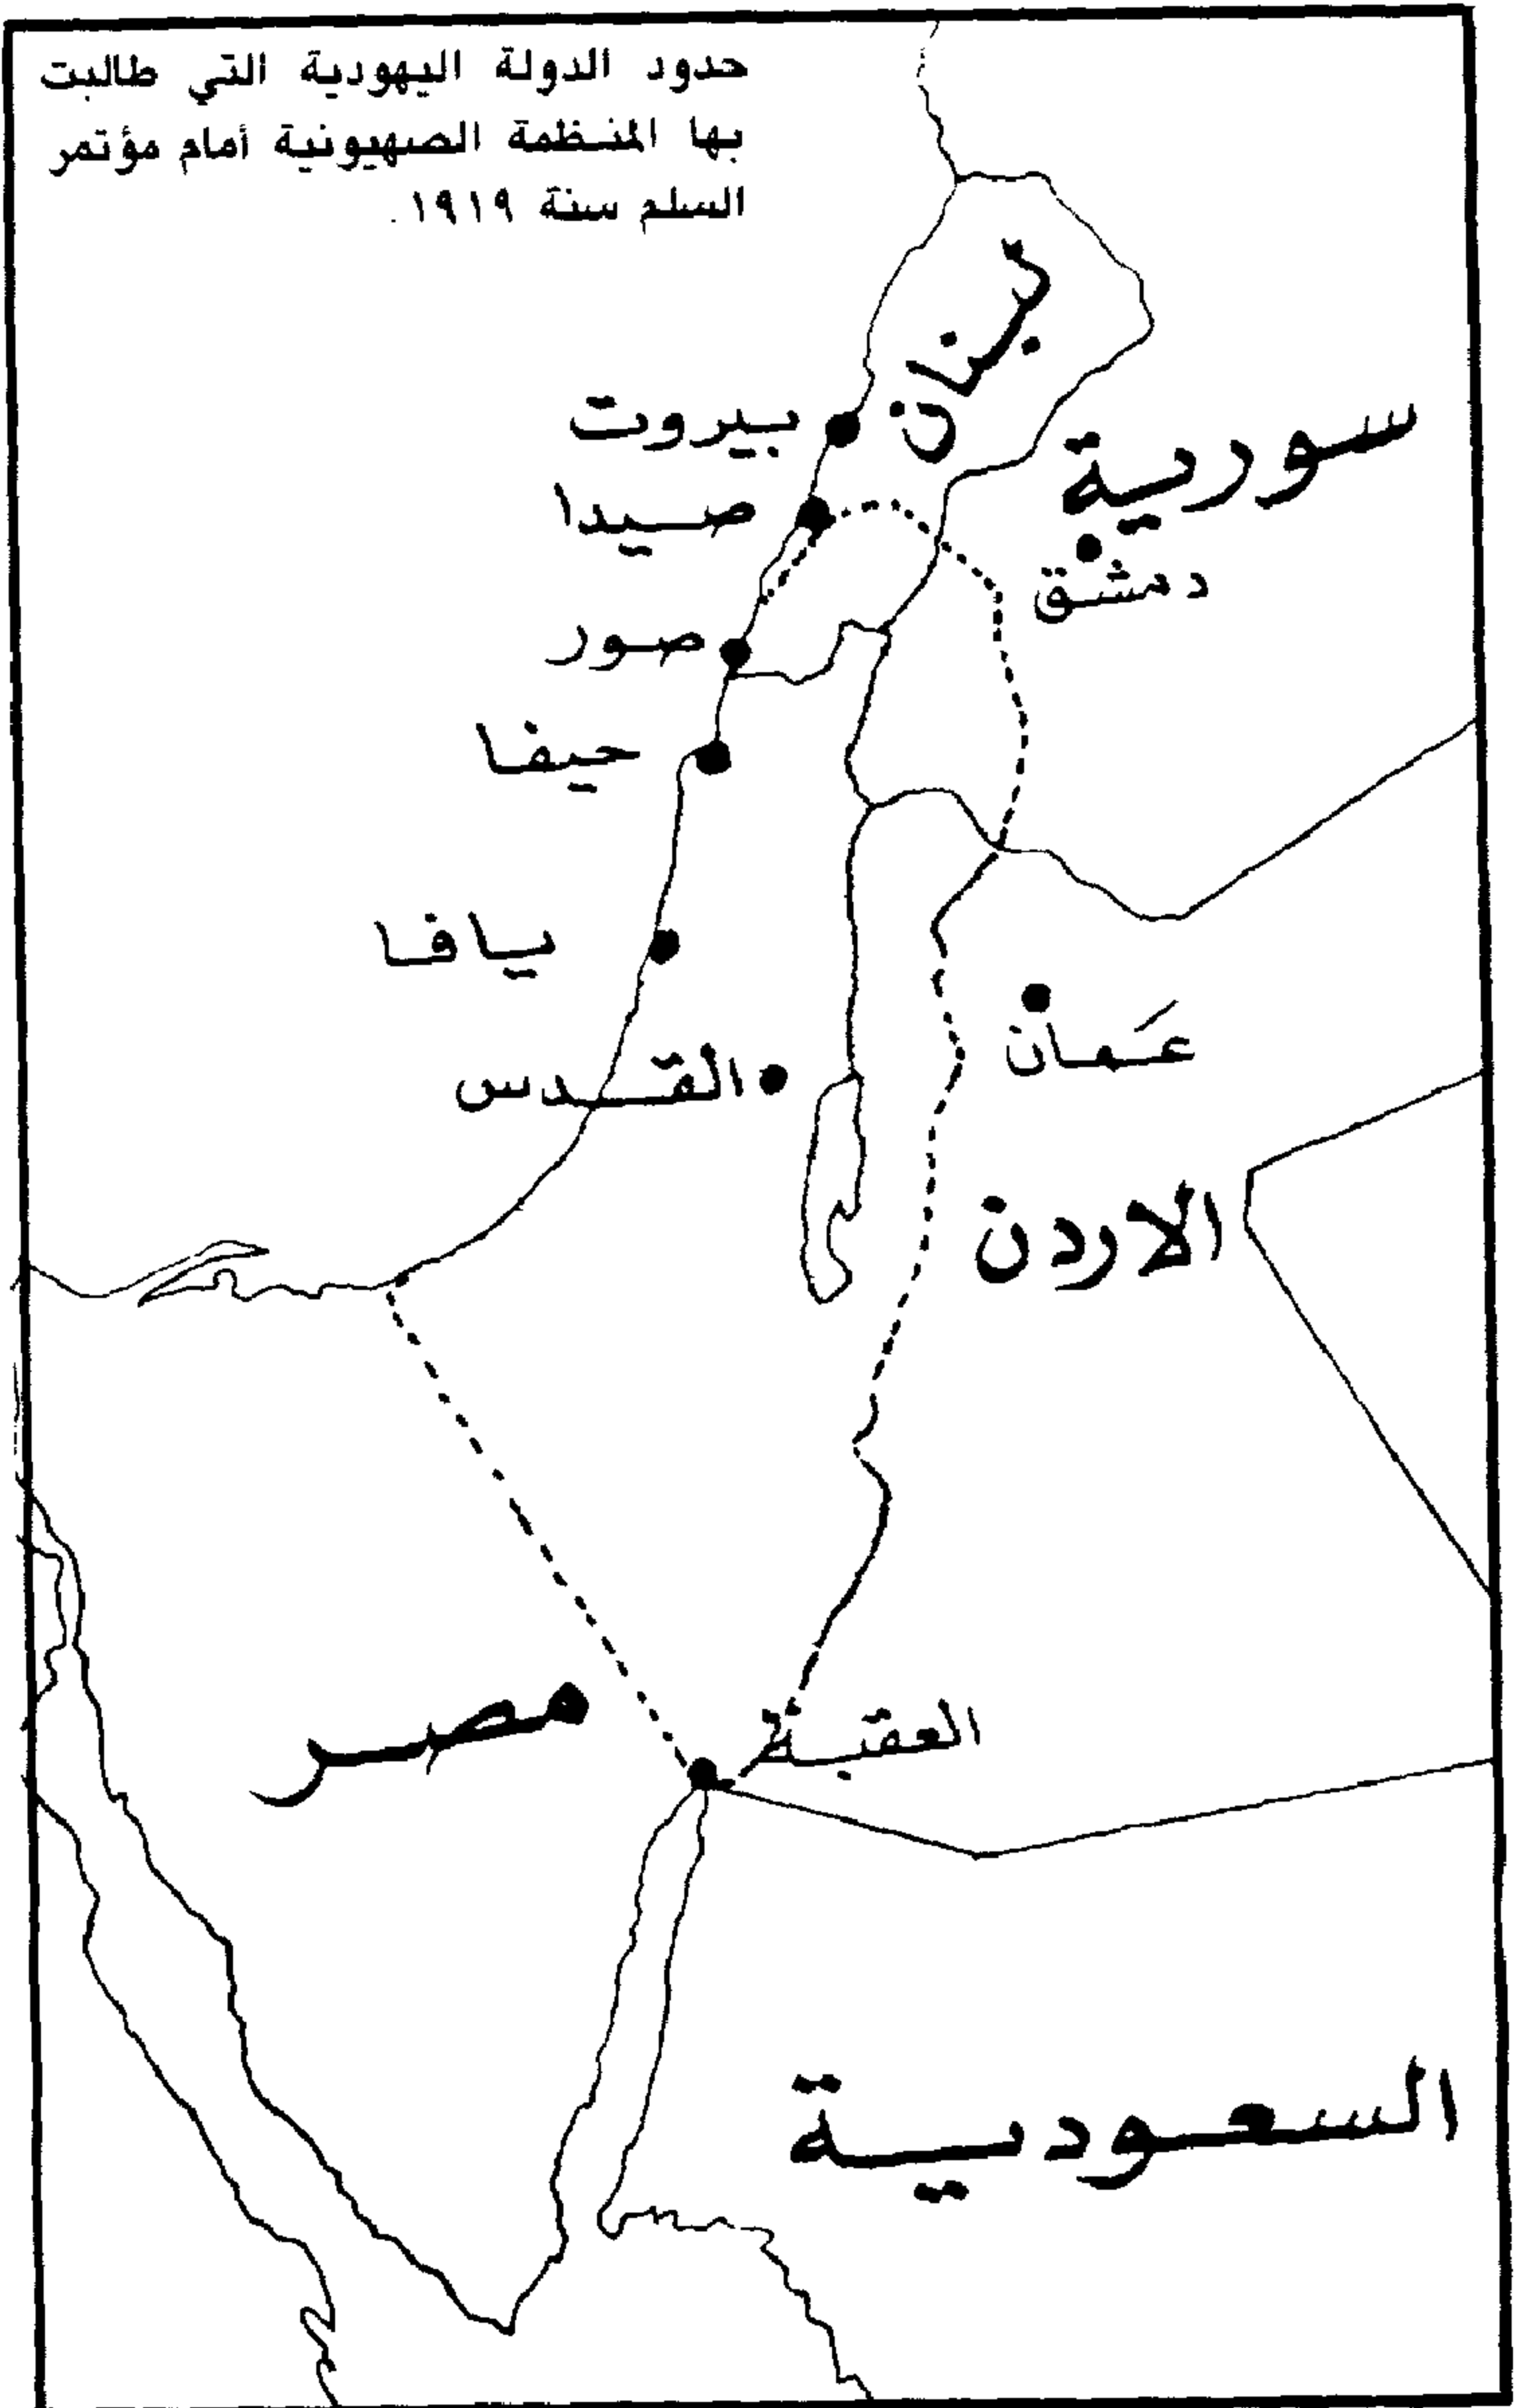 حدود الدولة اليهودية التي طالبت
بها المنظمة الصهيونية أمام مؤتمر
السلم سنة ١٩١٩.
لبنان
بيروت
سورية
صيدا
دمشق
صور
حيفا
يافا
عَمان
القدس
الاردن
مصر
العقبة
السعودية